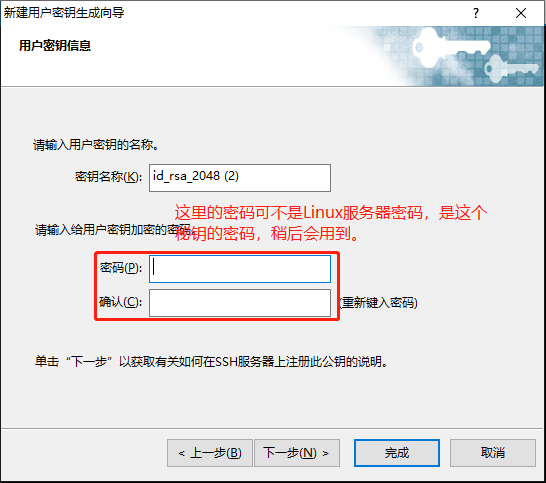 新建用户密钥生成向导
用户密钥信息
请输入用户密钥的名称。
密钥名称(K): id_rsa_2048 (2)
这里的密码可不是Linux服务器密码，是这个
秘钥的密码，稍后会用到。
请输入给用户密钥加密的密码。
密码(P):
确认(C): (重新键入密码)
单击“下一步”以获取有关如何在SSH服务器上注册此公钥的说明。
< 上一步(B) 下一步(N) > 完成 取消